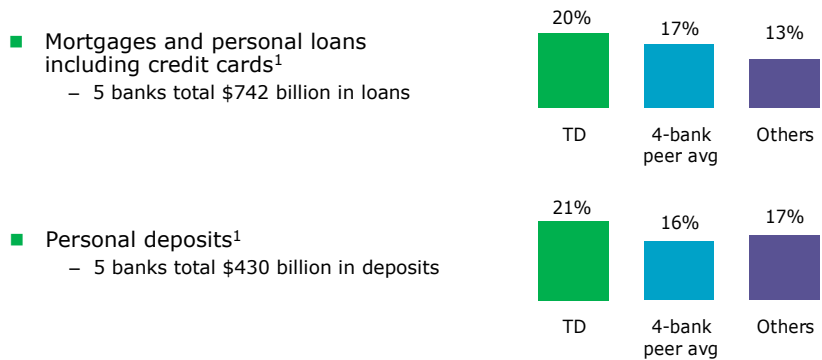 Mortgages and personal loans
including credit cards¹
– 5 banks total $742 billion in loans
20%
17%
13%
TD
4-bank
peer avg
Others
Personal deposits¹
– 5 banks total $430 billion in deposits
21%
16%
17%
TD
4-bank
peer avg
Others